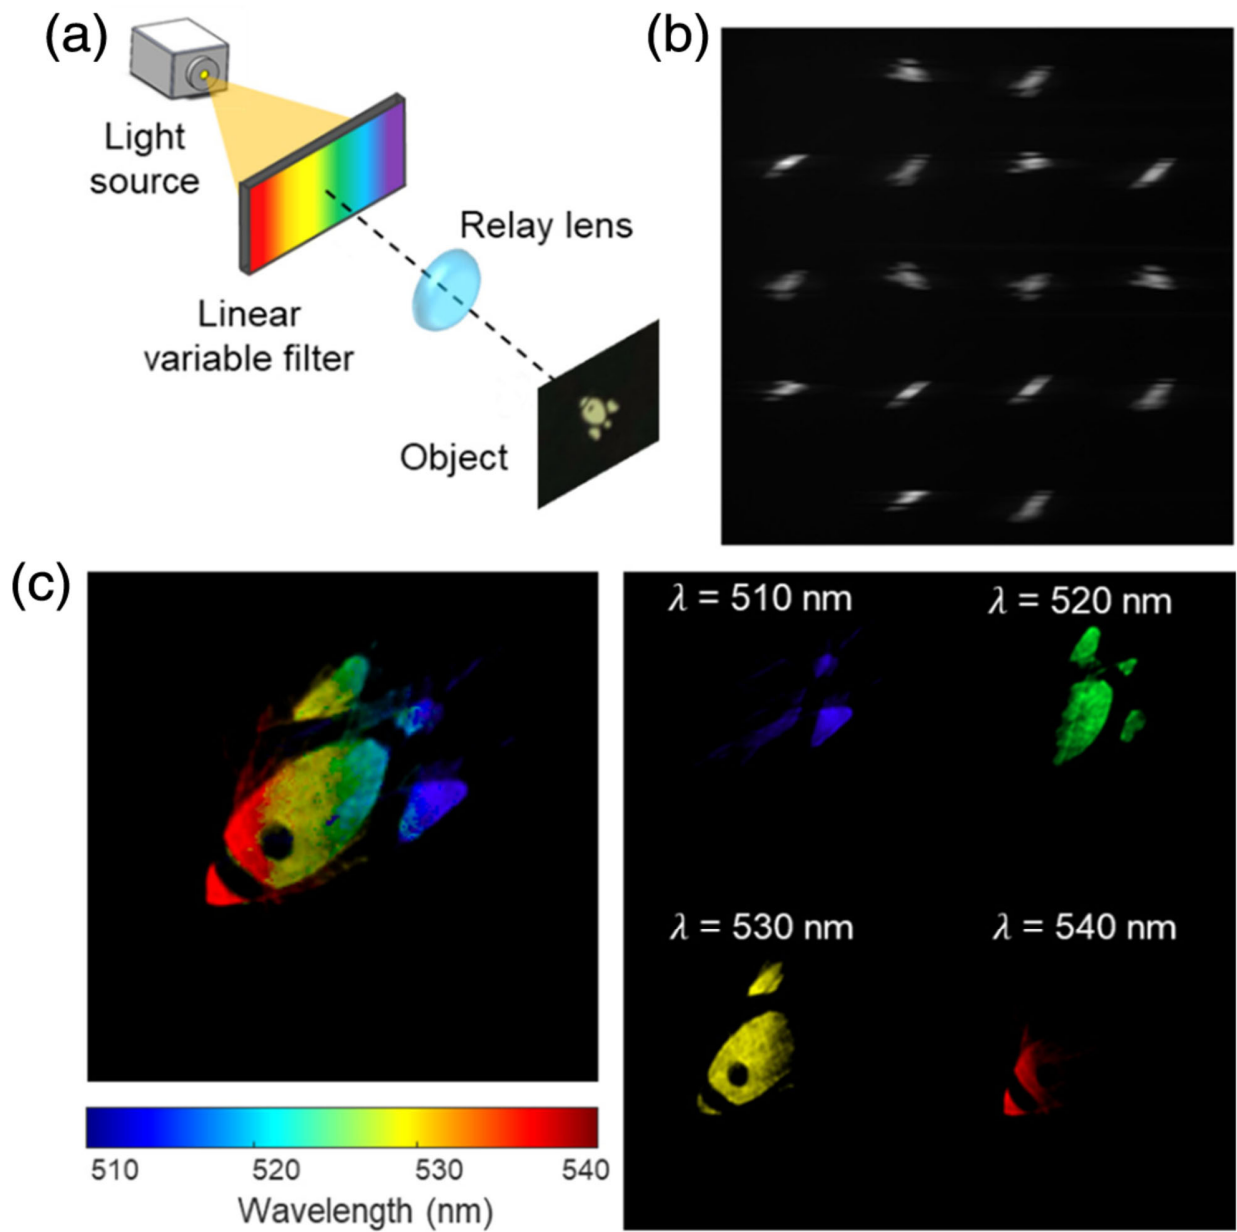 (a)
Light
source
Linear
variable filter
Relay lens
Object
(b)
(c)
λ = 510 nm
λ = 520 nm
λ = 530 nm
λ = 540 nm
510 520 530 540
Wavelength (nm)